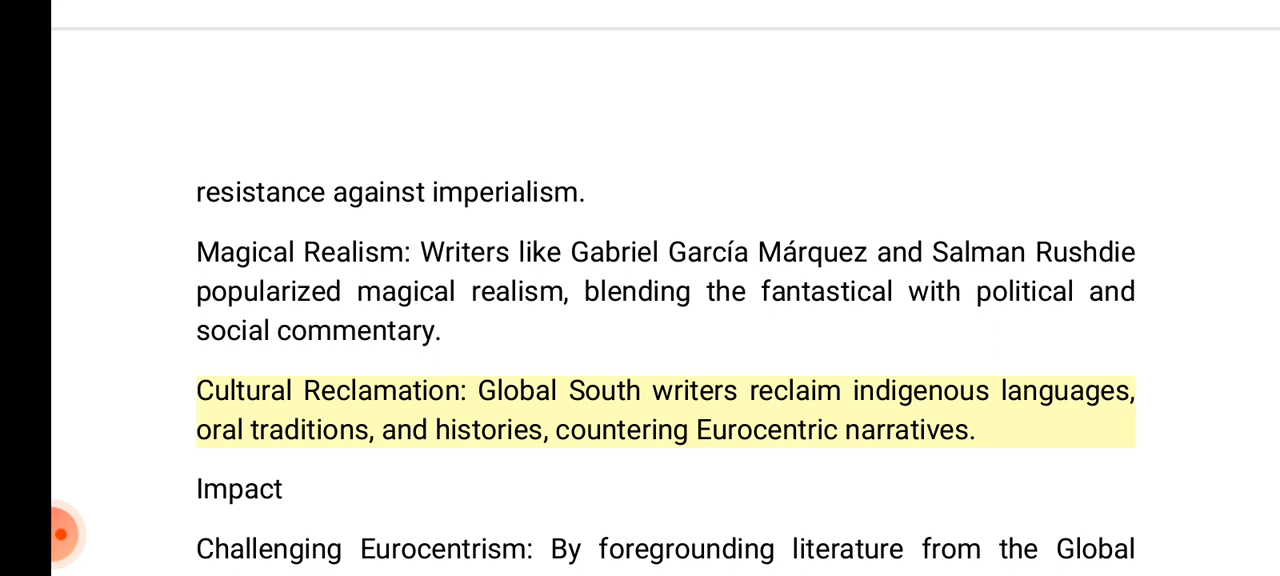 resistance against imperialism.
Magical Realism: Writers like Gabriel García Márquez and Salman Rushdie
popularized magical realism, blending the fantastical with political and
social commentary.
Cultural Reclamation: Global South writers reclaim indigenous languages,
oral traditions, and histories, countering Eurocentric narratives.
Impact
Challenging Eurocentrism: By foregrounding literature from the Global